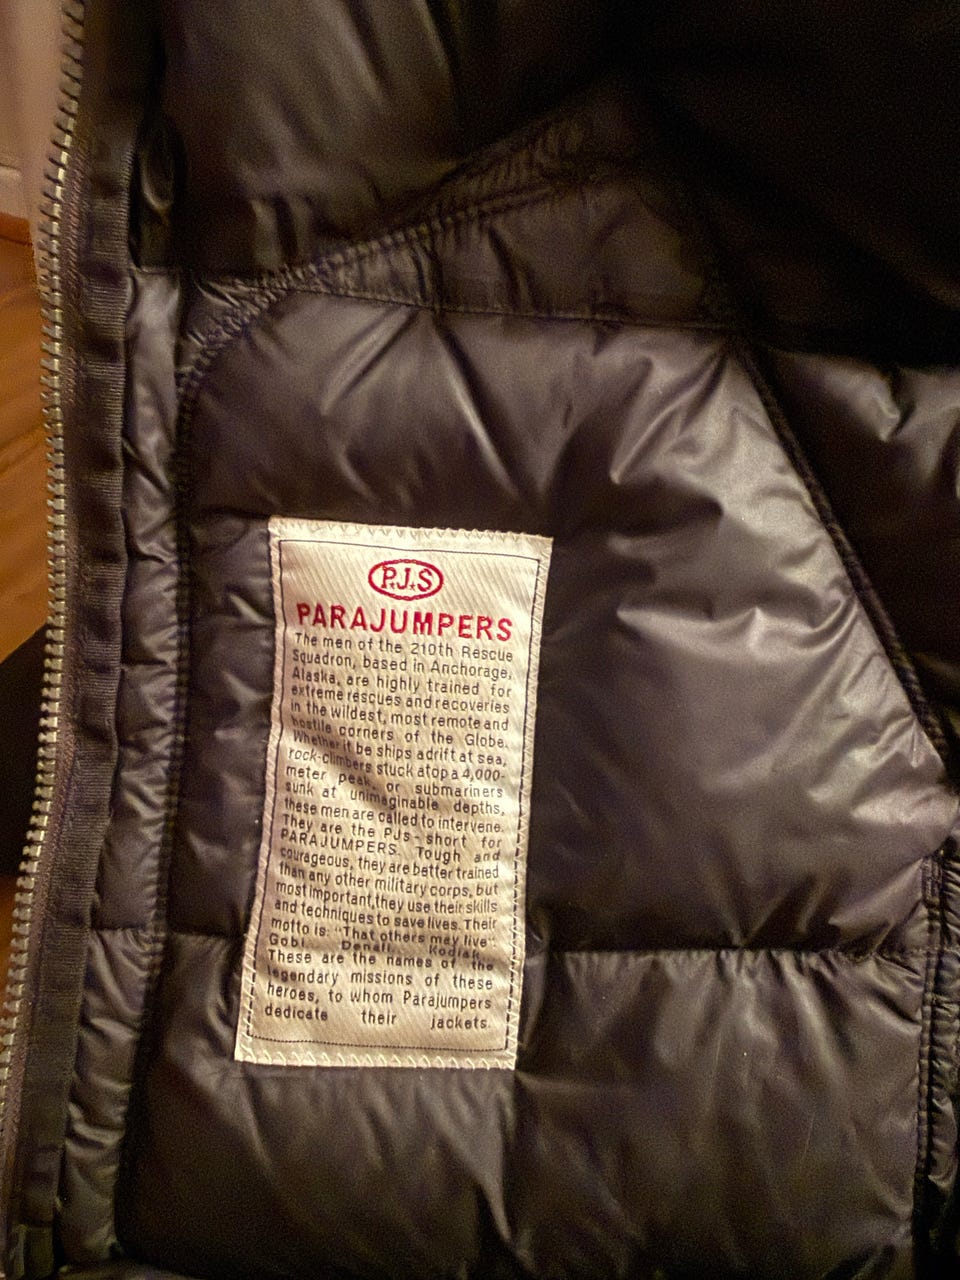 P.J.S
PARAJUMPERS
The men of the 210th Rescue
Squadron, based in Anchorage,
Alaska, are highly trained for
extreme rescues and recoveries
in the wildest, most remote and
hostile corners of the Globe.
Whether it be ships adrift at sea,
rock-climbers stuck atop a 4,000-
meter peak, or submariners
sunk at unimaginable depths,
these men are called to intervene.
They are the PJs - short for
PARAJUMPERS. Tough and
courageous, they are better trained
than any other military corps, but
most important, they use their skills
and techniques to save lives. Their
motto is: "That others may live".
Gobi, Denali, Kodiak...
These are the names of the
legendary missions of these
heroes, to whom Parajumpers
dedicate their jackets.